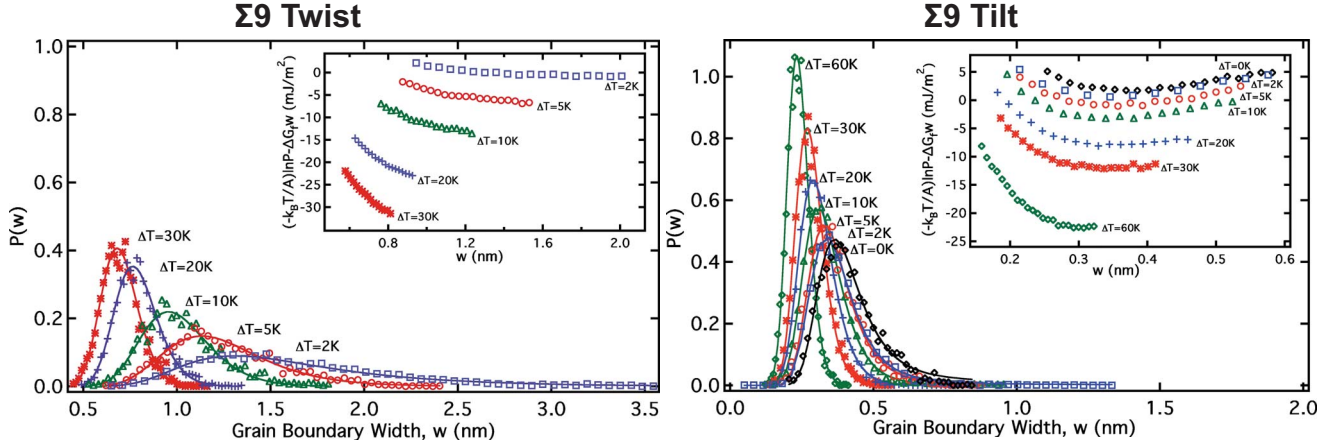 Σ9 Twist
1.0
0.8
0.6
0.4
0.2
0.0
P(w)
0.5 1.0 1.5 2.0 2.5 3.0 3.5
Grain Boundary Width, w (nm)
ΔT=30K
ΔT=20K
ΔT=10K
ΔT=5K
ΔT=2K
(-kBT/A)lnP-ΔGfw (mJ/m²)
0
-5
-10
-15
-20
-25
-30
0.8 1.2 1.6 2.0
w (nm)
ΔT=2K
ΔT=5K
ΔT=10K
ΔT=20K
ΔT=30K
Σ9 Tilt
1.0
0.8
0.6
0.4
0.2
0.0
P(w)
0.0 0.5 1.0 1.5 2.0
Grain Boundary Width, w (nm)
ΔT=60K
ΔT=30K
ΔT=20K
ΔT=10K
ΔT=5K
ΔT=2K
ΔT=0K
(-kBT/A)lnP-ΔGfw (mJ/m²)
5
0
-5
-10
-15
-20
-25
0.2 0.3 0.4 0.5 0.6
w (nm)
ΔT=0K
ΔT=2K
ΔT=5K
ΔT=10K
ΔT=20K
ΔT=30K
ΔT=60K